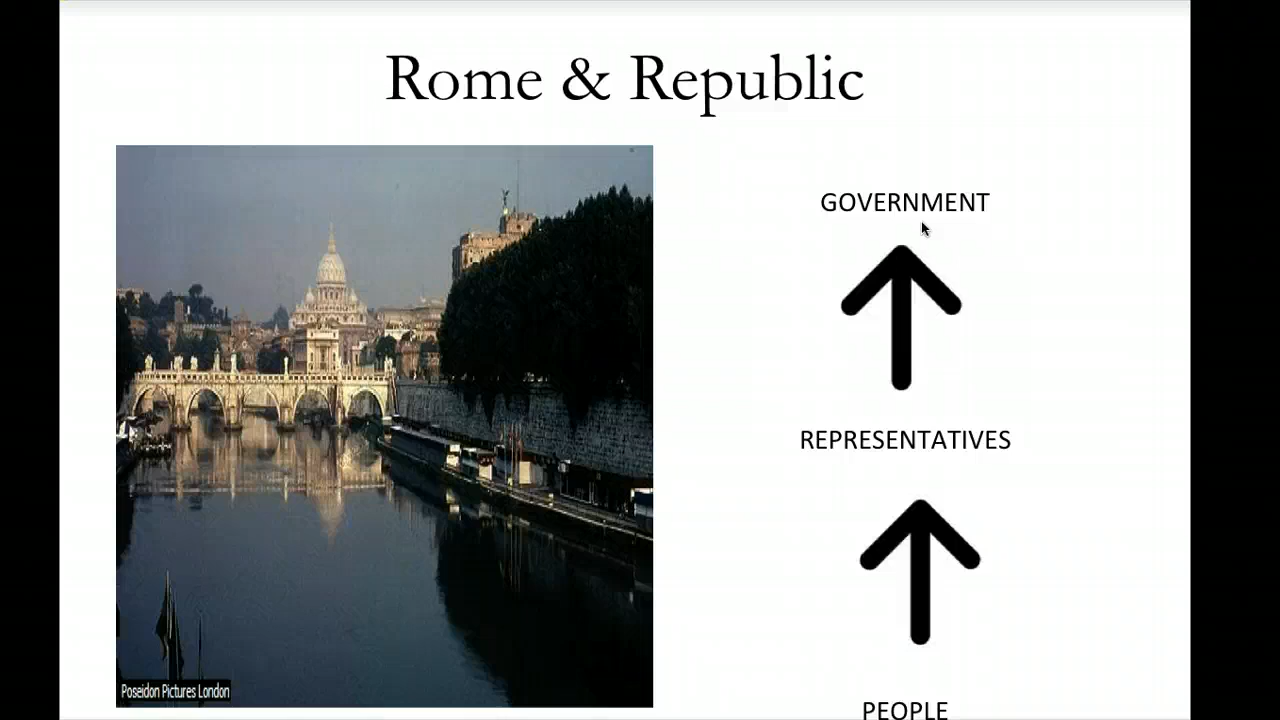 Rome & Republic
GOVERNMENT
REPRESENTATIVES
PEOPLE
Poseidon Pictures London